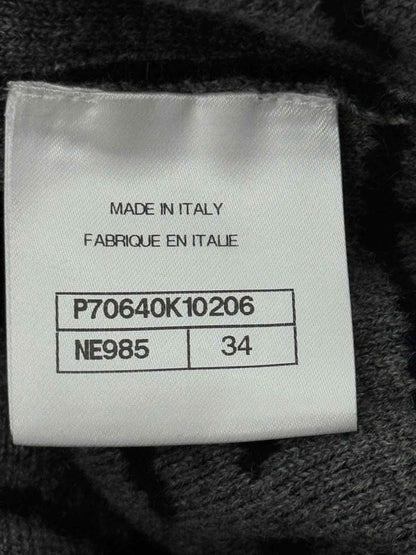 MADE IN ITALY
FABRIQUE EN ITALIE
P70640K10206
NE985 34